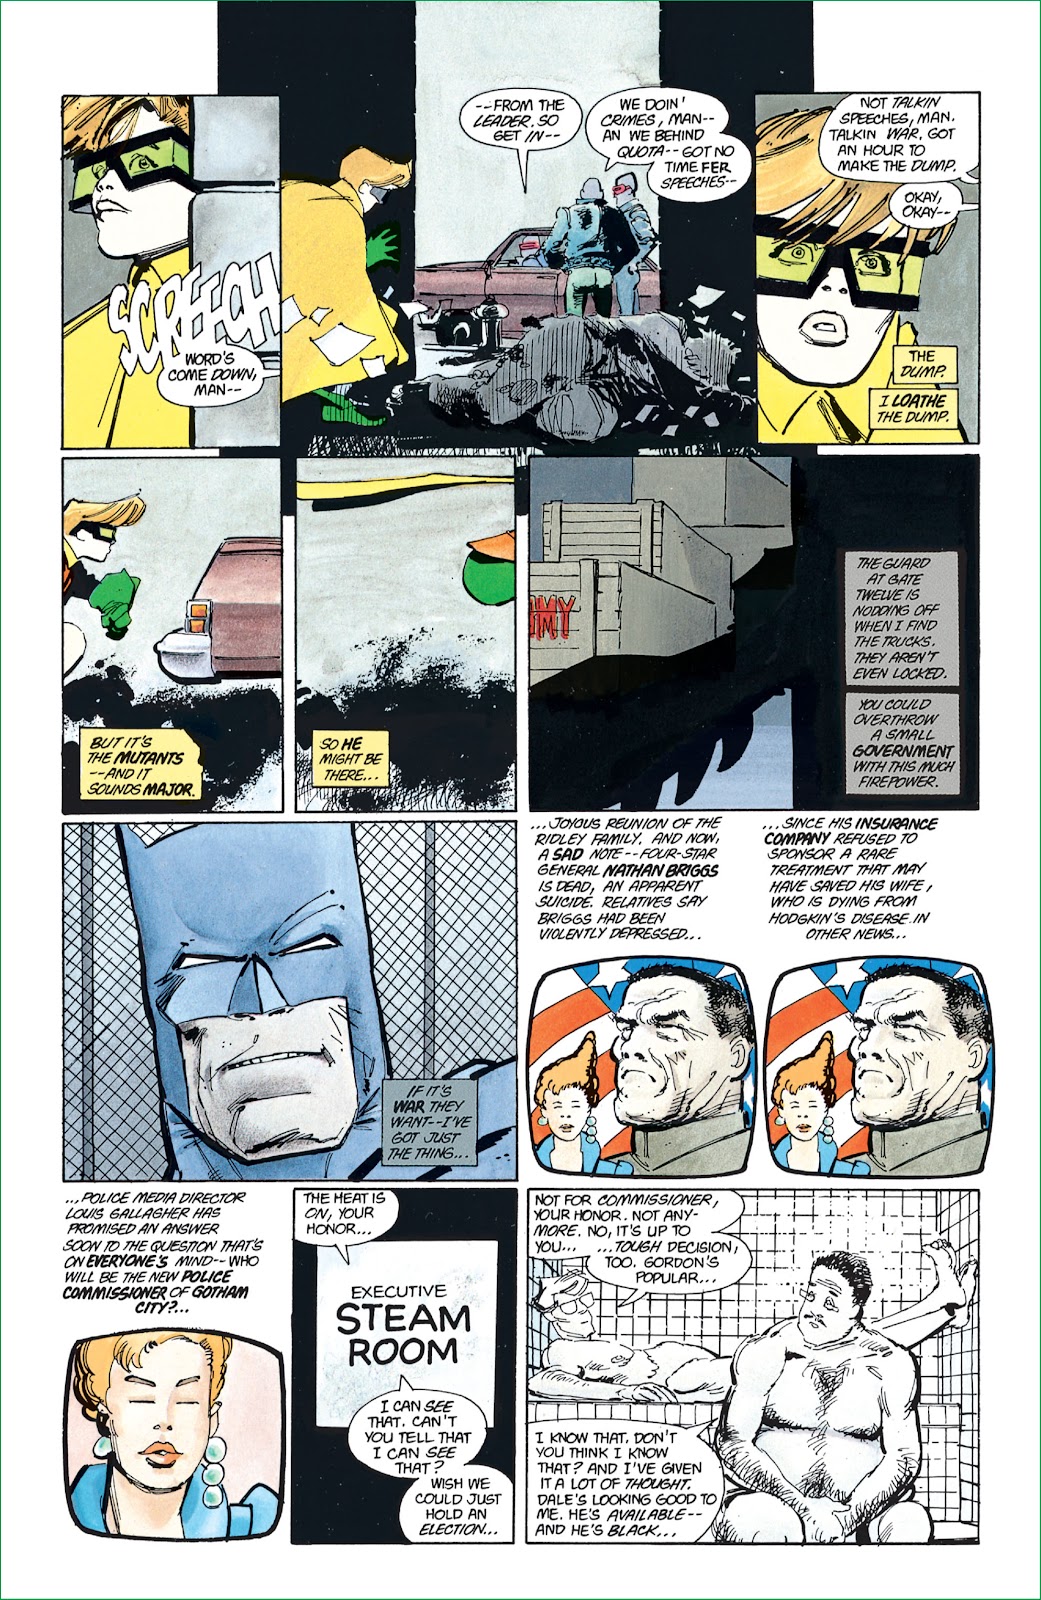 SCREECH
WORD'S
COME DOWN,
MAN--
--FROM THE
LEADER. SO
GET IN--
WE DOIN'
CRIMES, MAN--
AN WE BEHIND
QUOTA-- GOT NO
TIME FER
SPEECHES--
NOT TALKIN
SPEECHES, MAN.
TALKIN WAR. GOT
AN HOUR TO
MAKE THE DUMP.
OKAY,
OKAY--
THE
DUMP.
I LOATHE
THE DUMP.
BUT IT'S
THE MUTANTS
--AND IT
SOUNDS MAJOR.
SO HE
MIGHT BE
THERE...
MY
THE GUARD
AT GATE
TWELVE IS
NODDING OFF
WHEN I FIND
THE TRUCKS.
THEY AREN'T
EVEN LOCKED.
YOU COULD
OVERTHROW
A SMALL
GOVERNMENT
WITH THIS MUCH
FIREPOWER.
IF IT'S
WAR THEY
WANT--I'VE
GOT JUST
THE THING...
...JOYOUS REUNION OF THE
RIDLEY FAMILY. AND NOW,
A SAD NOTE--FOUR-STAR
GENERAL NATHAN BRIGGS
IS DEAD, AN APPARENT
SUICIDE. RELATIVES SAY
BRIGGS HAD BEEN
VIOLENTLY DEPRESSED...
...SINCE HIS INSURANCE
COMPANY REFUSED TO
SPONSOR A RARE
TREATMENT THAT MAY
HAVE SAVED HIS WIFE,
WHO IS DYING FROM
HODGKIN'S DISEASE. IN
OTHER NEWS...
...POLICE MEDIA DIRECTOR
LOUIS GALLAGHER HAS
PROMISED AN ANSWER
SOON TO THE QUESTION THAT'S
ON EVERYONE'S MIND--WHO
WILL BE THE NEW POLICE
COMMISSIONER OF GOTHAM
CITY?...
THE HEAT IS
ON, YOUR
HONOR...
EXECUTIVE
STEAM
ROOM
I CAN SEE
THAT. CAN'T
YOU TELL THAT
I CAN SEE
THAT?
WISH WE
COULD JUST
HOLD AN
ELECTION...
NOT FOR COMMISSIONER,
YOUR HONOR. NOT ANY-
MORE. NO, IT'S UP TO
YOU...
...TOUGH DECISION,
TOO. GORDON'S
POPULAR...
I KNOW THAT. DON'T
YOU THINK I KNOW
THAT? AND I'VE GIVEN
IT A LOT OF THOUGHT.
DALE'S LOOKING GOOD TO
ME. HE'S AVAILABLE--
AND HE'S BLACK...